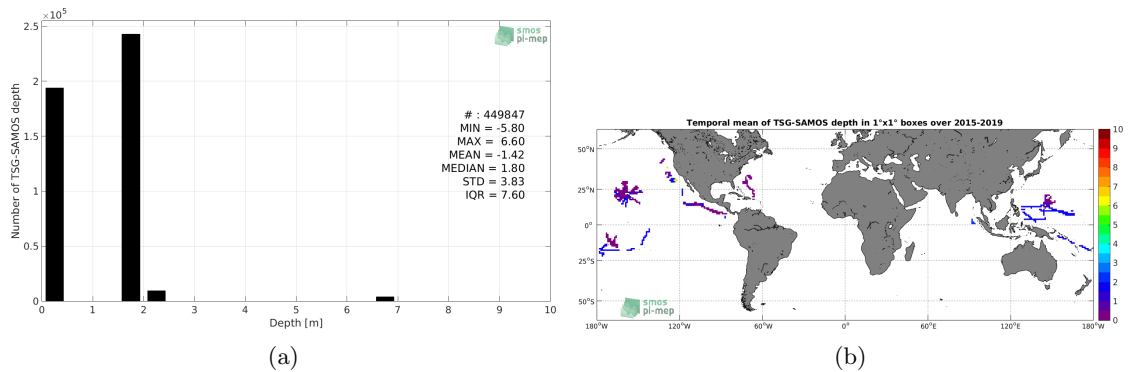 ×10⁵
2.5
2
1.5
1
0.5
0
Number of TSG-SAMOS depth
smos
pi-mep
# : 449847
MIN = -5.80
MAX = 6.60
MEAN = -1.42
MEDIAN = 1.80
STD = 3.83
IQR = 7.60
0 1 2 3 4 5 6 7 8 9 10
Depth [m]
(a)
Temporal mean of TSG-SAMOS depth in 1°x1° boxes over 2015-2019
50°N
25°N
0°
25°S
50°S
180°W 120°W 60°W 0° 60°E 120°E 180°W
smos
pi-mep
10
9
8
7
6
5
4
3
2
1
0
(b)